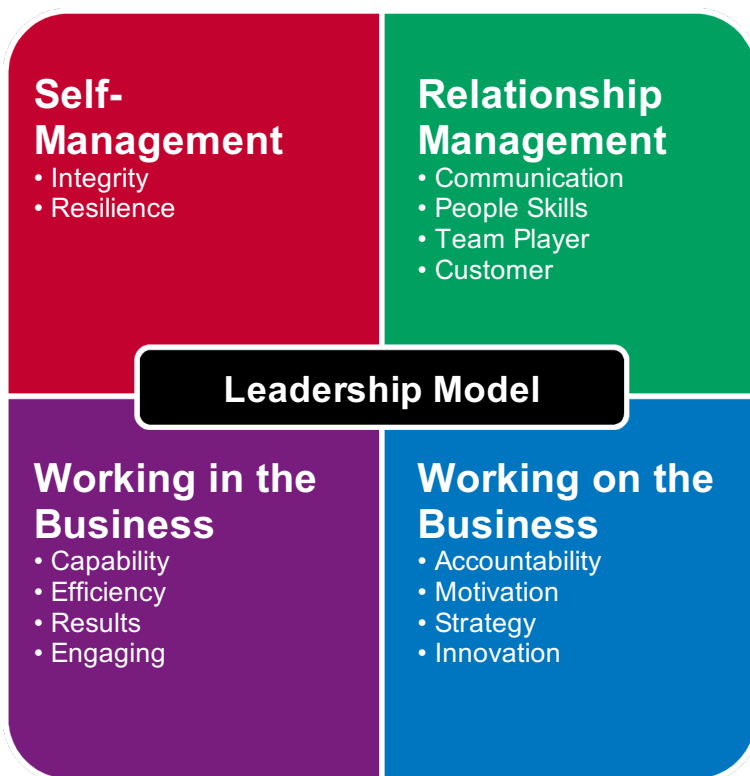 Self-
Management
• Integrity
• Resilience
Relationship
Management
• Communication
• People Skills
• Team Player
• Customer
Leadership Model
Working in the
Business
• Capability
• Efficiency
• Results
• Engaging
Working on the
Business
• Accountability
• Motivation
• Strategy
• Innovation